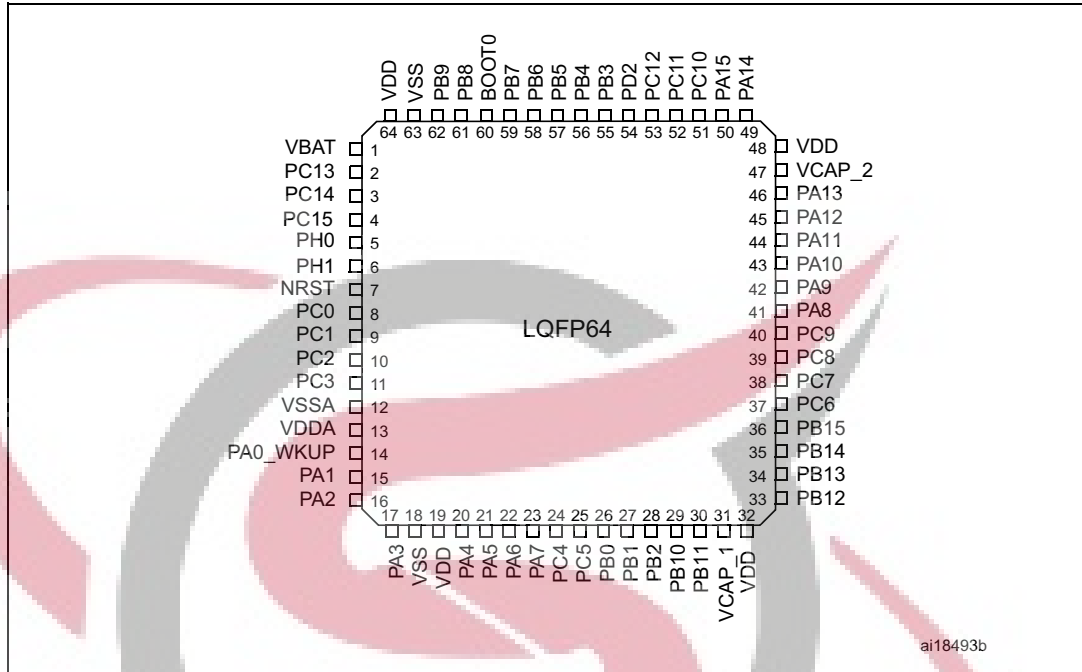 VDD VSS PB9 PB8 BOOT0 PB7 PB6 PB5 PB4 PB3 PD2 PC12 PC11 PC10 PA15 PA14
64 63 62 61 60 59 58 57 56 55 54 53 52 51 50 49
VBAT 1 48 VDD
PC13 2 47 VCAP_2
PC14 3 46 PA13
PC15 4 45 PA12
PH0 5 44 PA11
PH1 6 43 PA10
NRST 7 42 PA9
PC0 8 41 PA8
PC1 9 LQFP64 40 PC9
PC2 10 39 PC8
PC3 11 38 PC7
VSSA 12 37 PC6
VDDA 13 36 PB15
PA0_WKUP 14 35 PB14
PA1 15 34 PB13
PA2 16 33 PB12
17 18 19 20 21 22 23 24 25 26 27 28 29 30 31 32
PA3 VSS VDD PA4 PA5 PA6 PA7 PC4 PC5 PB0 PB1 PB2 PB10 PB11 VCAP_1 VDD
ai18493b